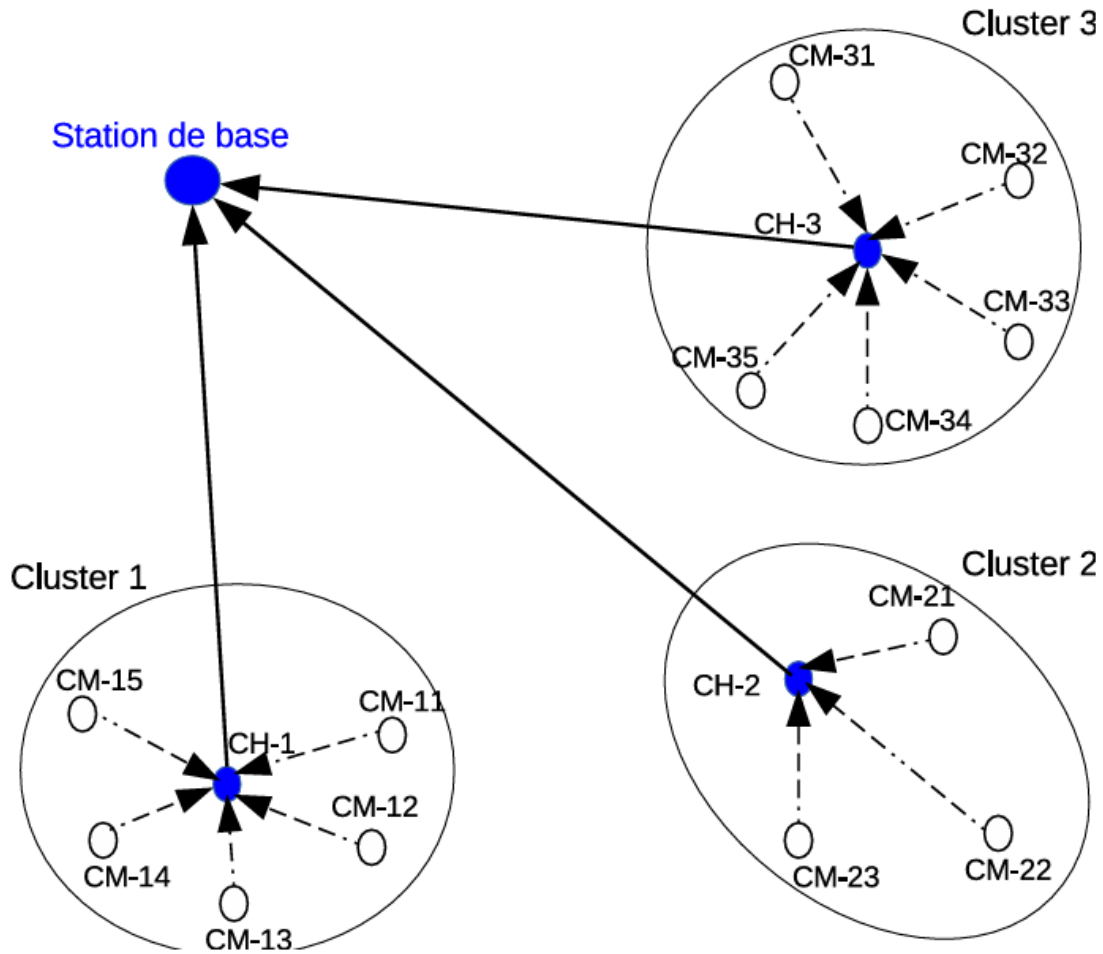 Cluster 3
CM-31
Station de base
CM-32
CH-3
CM-33
CM-35
CM-34
Cluster 1
Cluster 2
CM-21
CM-15
CH-2
CM-11
CH-1
CM-12
CM-14
CM-23
CM-22
CM-13